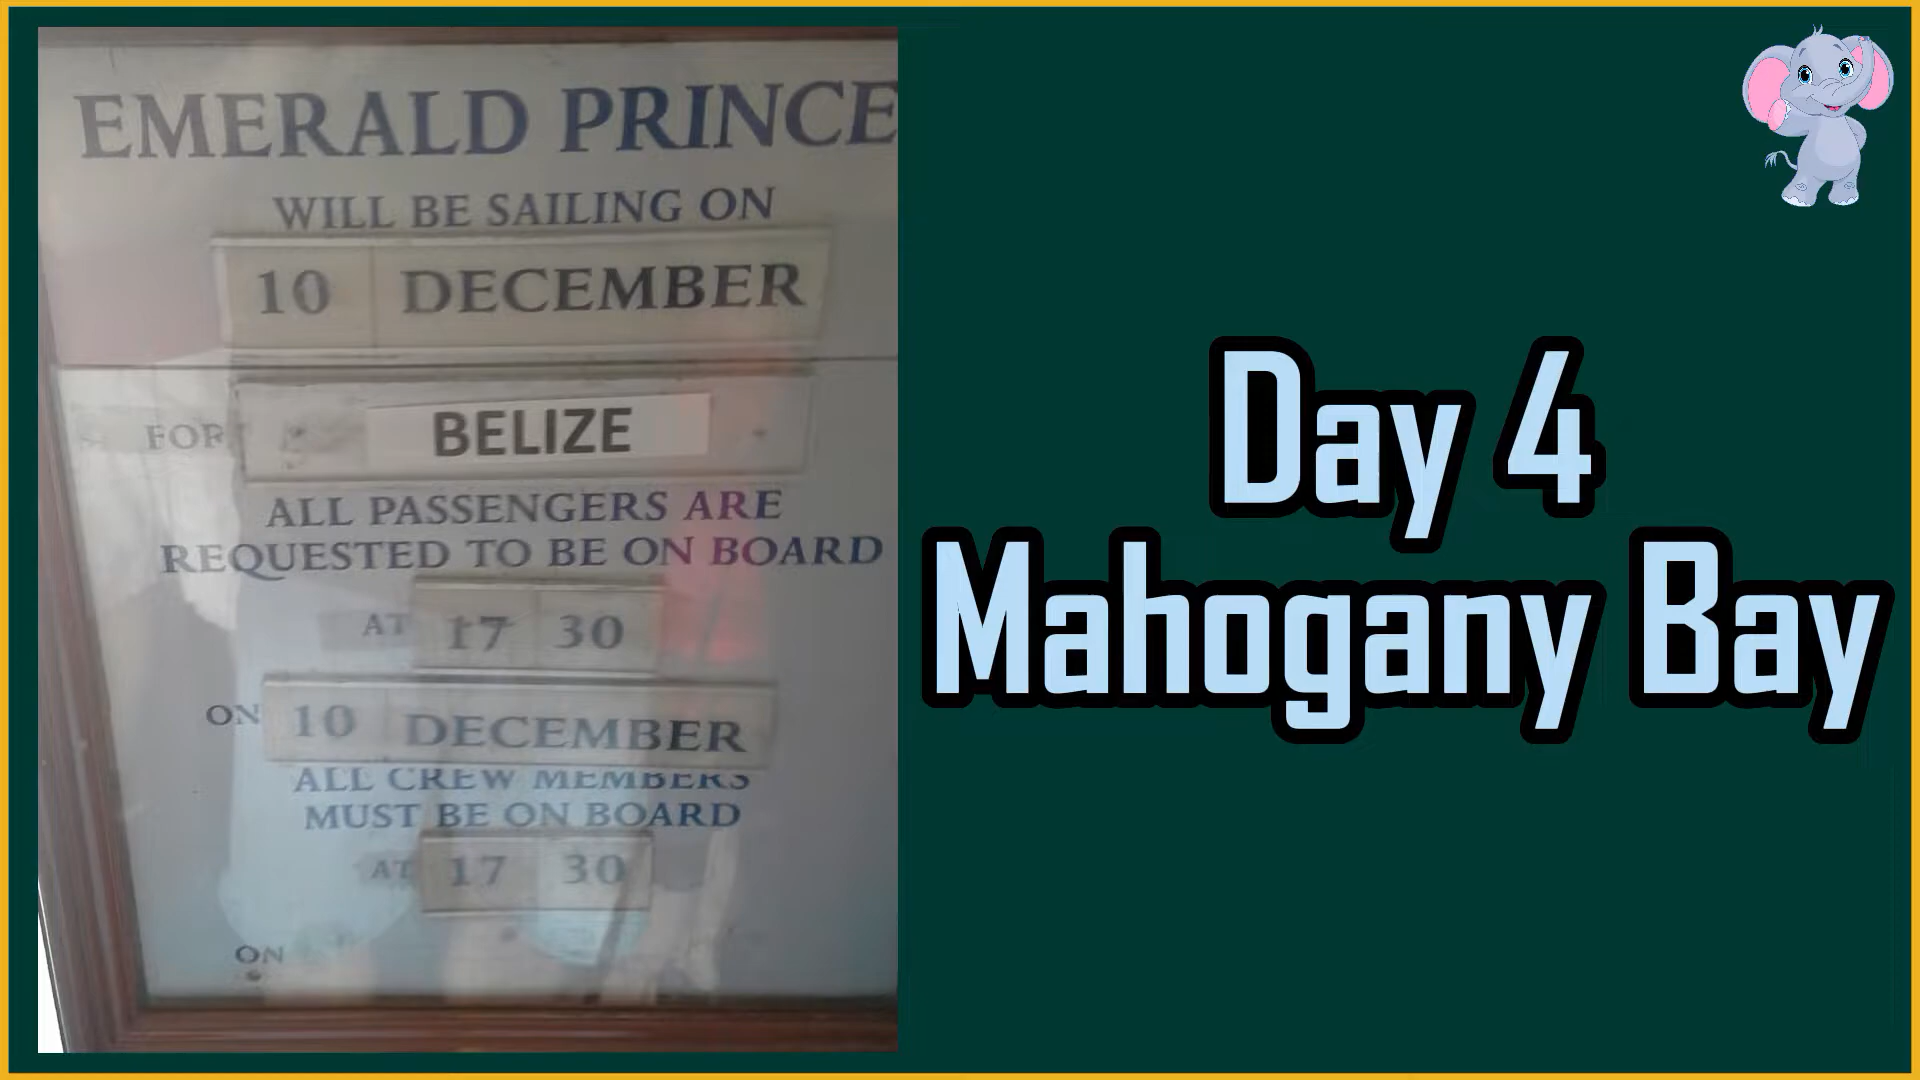 EMERALD PRINCE
WILL BE SAILING ON
10 DECEMBER
FOR BELIZE
ALL PASSENGERS ARE
REQUESTED TO BE ON BOARD
AT 17 30
ON 10 DECEMBER
ALL CREW MEMBERS
MUST BE ON BOARD
AT 17 30
ON
Day 4
Mahogany Bay